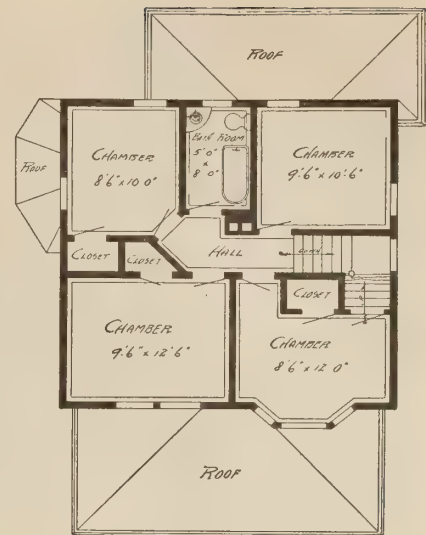 ROOF
ROOF
CHAMBER
8'6" x 10'0"
BATH ROOM
5'0"
x
8'0"
CHAMBER
9'6" x 10'6"
HALL
DOWN
CLOSET
CLOSET
CLOSET
CHAMBER
9'6" x 12'6"
CHAMBER
8'6" x 12'0"
ROOF